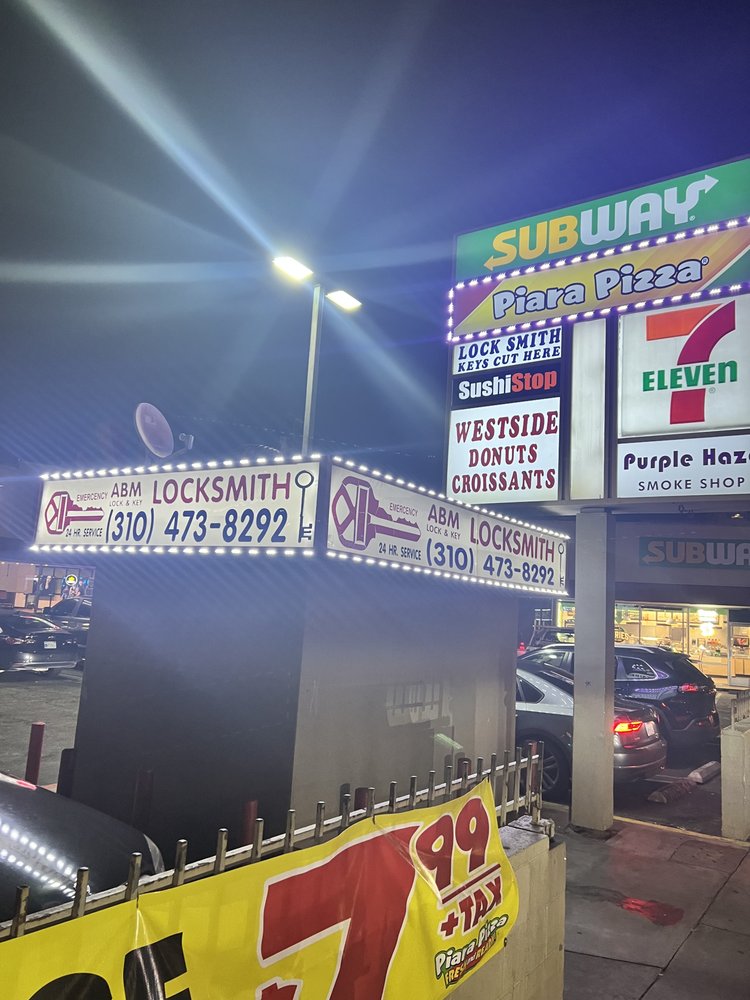 SUBWAY
Piara Pizza
LOCK SMITH
KEYS CUT HERE
SushiStop
WESTSIDE
DONUTS
CROISSANTS
7
ELEVEN
Purple Haz
SMOKE SHOP
EMERGENCY
ABM
LOCK & KEY
LOCKSMITH
24 HR. SERVICE
(310) 473-8292
EMERGENCY
ABM
LOCK & KEY
LOCKSMITH
24 HR. SERVICE
(310) 473-8292
SUBWA
7 99
+ TAX
Piara Pizza